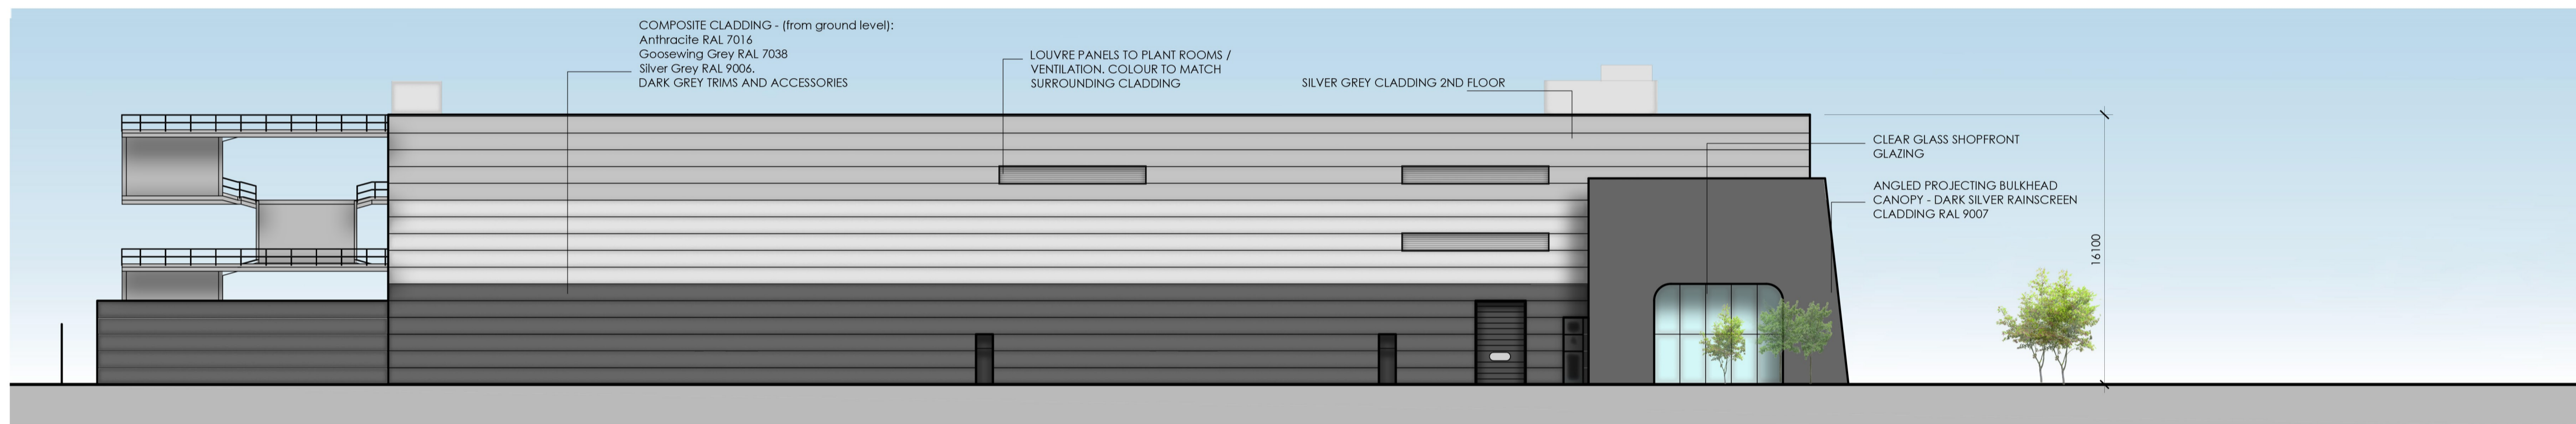 COMPOSITE CLADDING - (from ground level):
Anthracite RAL 7016
Goosewing Grey RAL 7038
Silver Grey RAL 9006.
DARK GREY TRIMS AND ACCESSORIES
LOUVRE PANELS TO PLANT ROOMS /
VENTILATION. COLOUR TO MATCH
SURROUNDING CLADDING
SILVER GREY CLADDING 2ND FLOOR
CLEAR GLASS SHOPFRONT
GLAZING
ANGLED PROJECTING BULKHEAD
CANOPY - DARK SILVER RAINSCREEN
CLADDING RAL 9007
16100